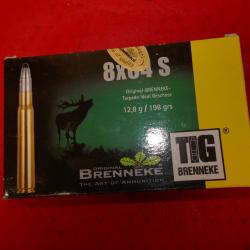 8x64 S
Original-BRENNEKE-
Torpedo Ideal Geschoss
12,8 g / 198 grs
ORIGINAL
BRENNEKE
THE ART OF AMMUNITION
TIG
BRENNEKE